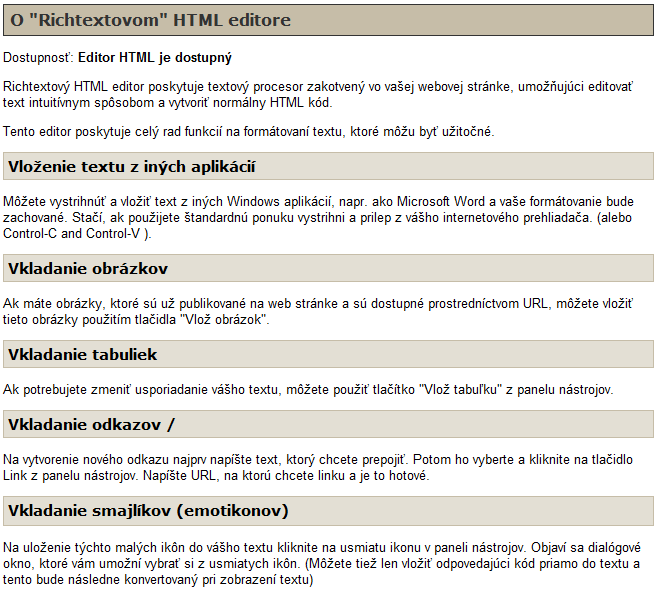 O "Richtextovom" HTML editore
Dostupnosť: Editor HTML je dostupný
Richtextový HTML editor poskytuje textový procesor zakotvený vo vašej webovej stránke, umožňujúci editovať
text intuitívnym spôsobom a vytvoriť normálny HTML kód.
Tento editor poskytuje celý rad funkcií na formátovaní textu, ktoré môžu byť užitočné.
Vloženie textu z iných aplikácií
Môžete vystrihnúť a vložiť text z iných Windows aplikácií, napr. ako Microsoft Word a vaše formátovanie bude
zachované. Stačí, ak použijete štandardnú ponuku vystrihni a prilep z vášho internetového prehliadača. (alebo
Control-C and Control-V ).
Vkladanie obrázkov
Ak máte obrázky, ktoré sú už publikované na web stránke a sú dostupné prostredníctvom URL, môžete vložiť
tieto obrázky použitím tlačidla "Vlož obrázok".
Vkladanie tabuliek
Ak potrebujete zmeniť usporiadanie vášho textu, môžete použiť tlačítko "Vlož tabuľku" z panelu nástrojov.
Vkladanie odkazov /
Na vytvorenie nového odkazu najprv napíšte text, ktorý chcete prepojiť. Potom ho vyberte a kliknite na tlačidlo
Link z panelu nástrojov. Napíšte URL, na ktorú chcete linku a je to hotové.
Vkladanie smajlíkov (emotikonov)
Na uloženie týchto malých ikôn do vášho textu kliknite na usmiatu ikonu v paneli nástrojov. Objaví sa dialógové
okno, ktoré vám umožní vybrať si z usmiatych ikôn. (Môžete tiež len vložiť odpovedajúci kód priamo do textu a
tento bude následne konvertovaný pri zobrazení textu)